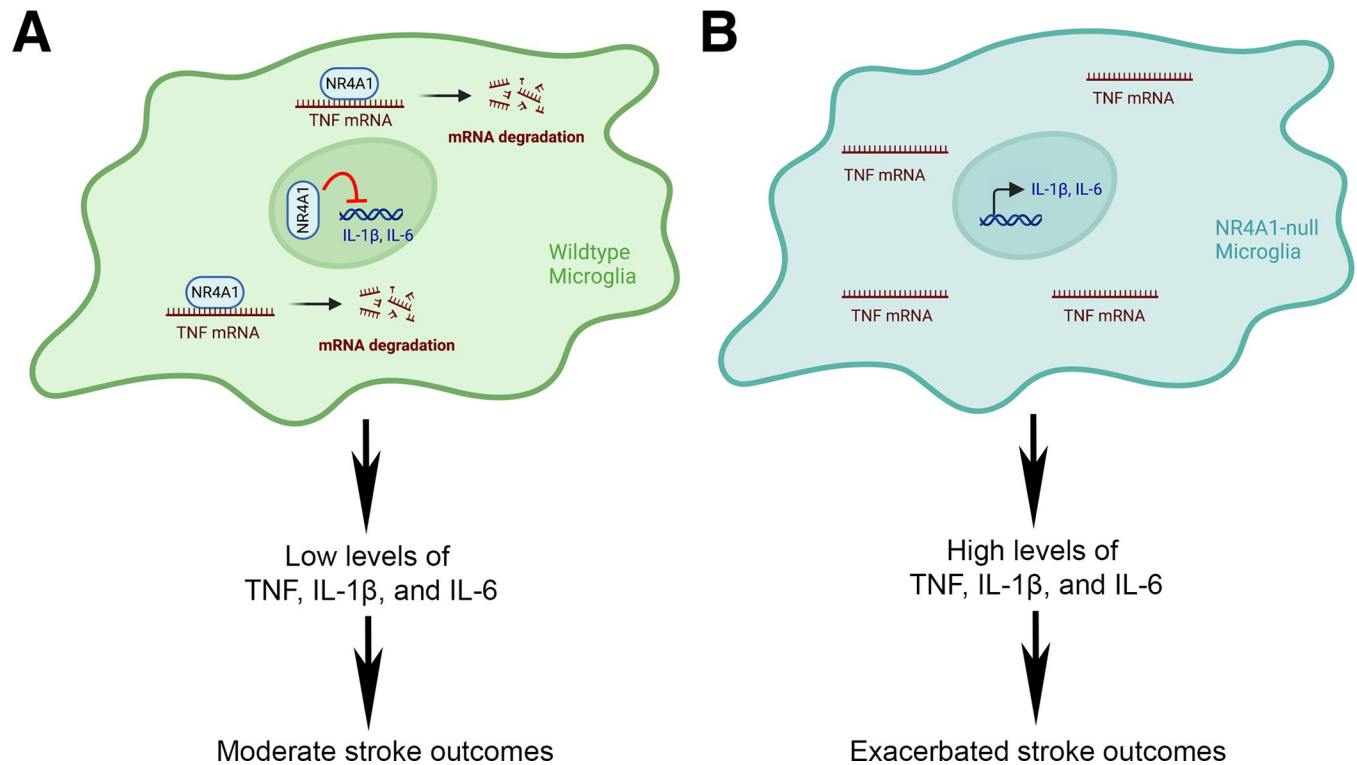 A
NR4A1
TNF mRNA
mRNA degradation
NR4A1
IL-1β, IL-6
Wildtype
Microglia
NR4A1
TNF mRNA
mRNA degradation
Low levels of
TNF, IL-1β, and IL-6
Moderate stroke outcomes
B
TNF mRNA
TNF mRNA
IL-1β, IL-6
NR4A1-null
Microglia
TNF mRNA
TNF mRNA
High levels of
TNF, IL-1β, and IL-6
Exacerbated stroke outcomes